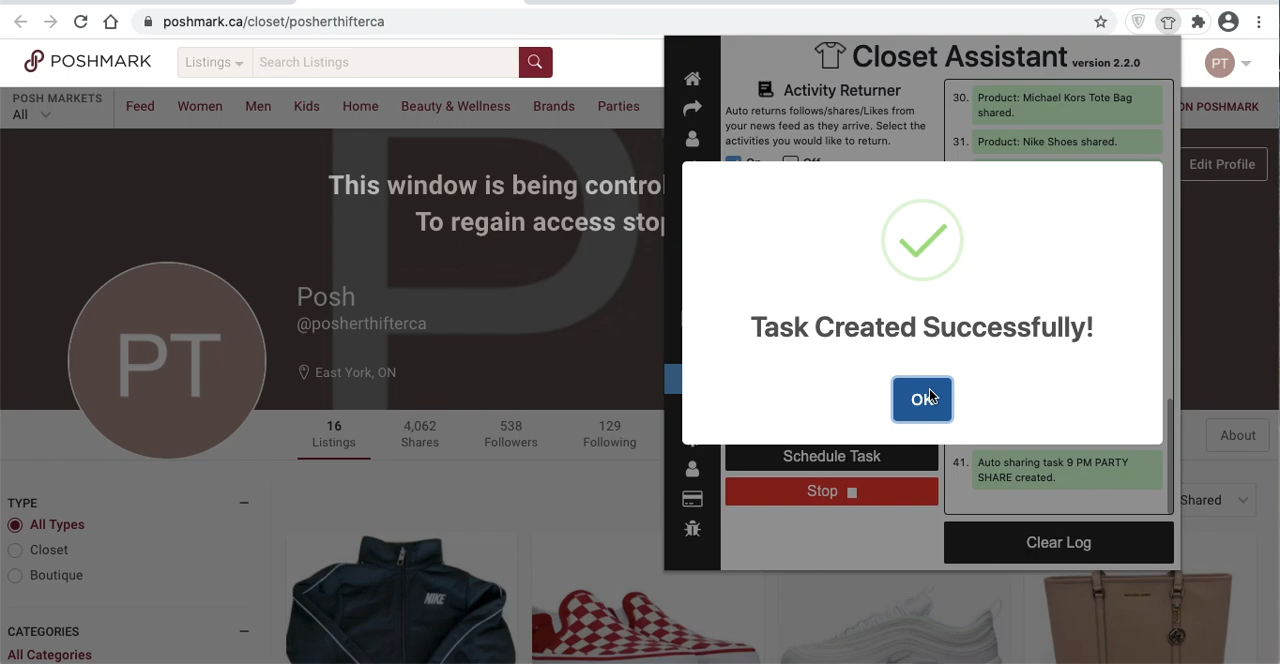 poshmark.ca/closet/posherthifterca
POSHMARK
Listings
Search Listings
PT
POSH MARKETS
All
Feed
Women
Men
Kids
Home
Beauty & Wellness
Brands
Parties
ON POSHMARK
This window is being control
To regain access stop
Edit Profile
PT
Posh
@posherthifterca
East York, ON
16
Listings
4,062
Shares
538
Followers
129
Following
About
Shared
TYPE
All Types
Closet
Boutique
CATEGORIES
All Categories
NIKE
Closet Assistant version 2.2.0
Activity Returner
Auto returns follows/shares/Likes from
your news feed as they arrive. Select the
activities you would like to return.
30. Product: Michael Kors Tote Bag
shared.
31. Product: Nike Shoes shared.
Task Created Successfully!
OK
Schedule Task
Stop
41. Auto sharing task 9 PM PARTY
SHARE created.
Clear Log